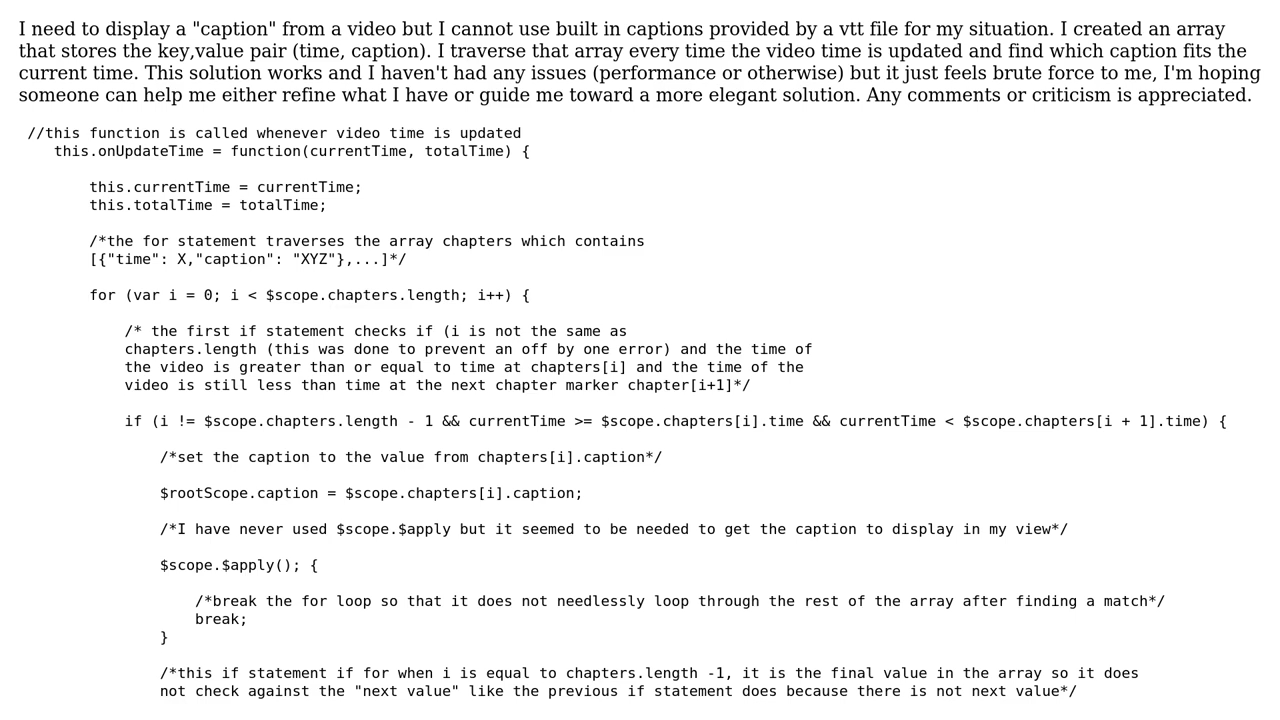 I need to display a "caption" from a video but I cannot use built in captions provided by a vtt file for my situation. I created an array
that stores the key,value pair (time, caption). I traverse that array every time the video time is updated and find which caption fits the
current time. This solution works and I haven't had any issues (performance or otherwise) but it just feels brute force to me, I'm hoping
someone can help me either refine what I have or guide me toward a more elegant solution. Any comments or criticism is appreciated.
//this function is called whenever video time is updated
this.onUpdateTime = function(currentTime, totalTime) {
this.currentTime = currentTime;
this.totalTime = totalTime;
/*the for statement traverses the array chapters which contains
[{"time": X,"caption": "XYZ"},...]*/
for (var i = 0; i < $scope.chapters.length; i++) {
/* the first if statement checks if (i is not the same as
chapters.length (this was done to prevent an off by one error) and the time of
the video is greater than or equal to time at chapters[i] and the time of the
video is still less than time at the next chapter marker chapter[i+1]*/
if (i != $scope.chapters.length - 1 && currentTime >= $scope.chapters[i].time && currentTime < $scope.chapters[i + 1].time) {
/*set the caption to the value from chapters[i].caption*/
$rootScope.caption = $scope.chapters[i].caption;
/*I have never used $scope.$apply but it seemed to be needed to get the caption to display in my view*/
$scope.$apply(); {
/*break the for loop so that it does not needlessly loop through the rest of the array after finding a match*/
break;
}
/*this if statement if for when i is equal to chapters.length -1, it is the final value in the array so it does
not check against the "next value" like the previous if statement does because there is not next value*/